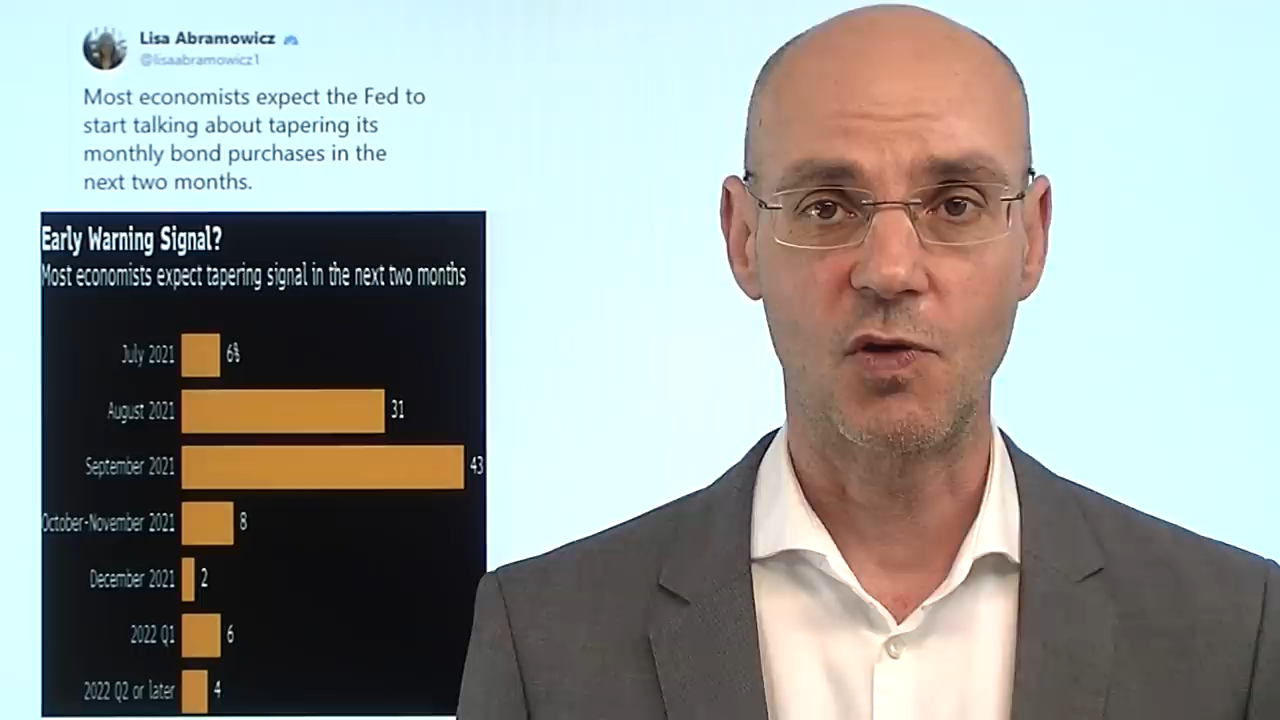 Lisa Abramowicz
@lisaabramowicz1
Most economists expect the Fed to
start talking about tapering its
monthly bond purchases in the
next two months.
Early Warning Signal?
Most economists expect tapering signal in the next two months
July 2021 6%
August 2021 31
September 2021 43
October-November 2021 8
December 2021 2
2022 Q1 6
2022 Q2 or later 4